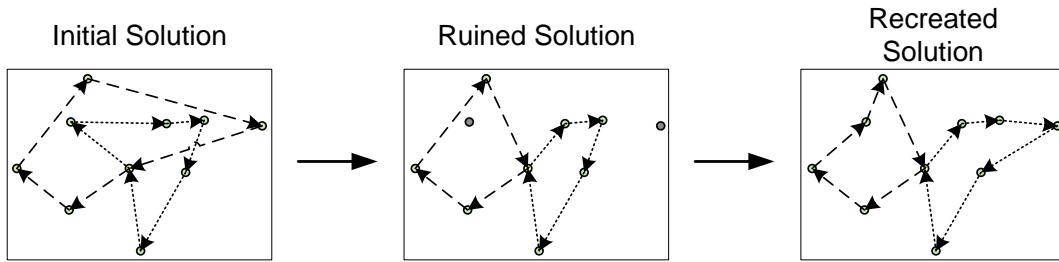 Initial Solution
Ruined Solution
Recreated
Solution